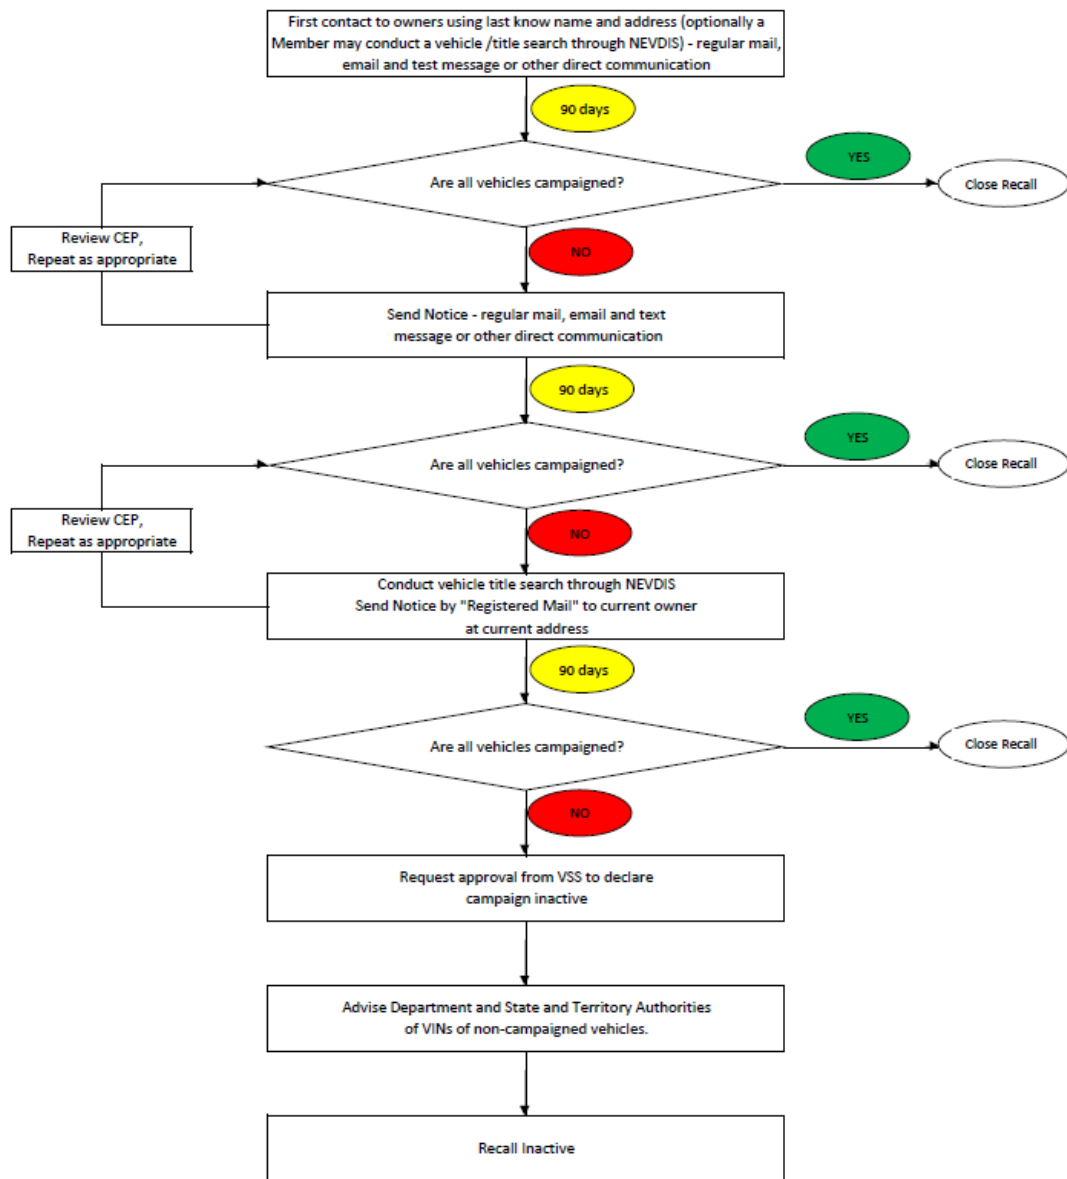 First contact to owners using last know name and address (optionally a
Member may conduct a vehicle /title search through NEVDIS) - regular mail,
email and test message or other direct communication
90 days
YES
Are all vehicles campaigned?
Close Recall
Review CEP,
Repeat as appropriate
NO
Send Notice - regular mail, email and text
message or other direct communication
90 days
YES
Are all vehicles campaigned?
Close Recall
Review CEP,
Repeat as appropriate
NO
Conduct vehicle title search through NEVDIS
Send Notice by "Registered Mail" to current owner
at current address
90 days
YES
Are all vehicles campaigned?
Close Recall
NO
Request approval from VSS to declare
campaign inactive
Advise Department and State and Territory Authorities
of VINs of non-campaigned vehicles.
Recall Inactive